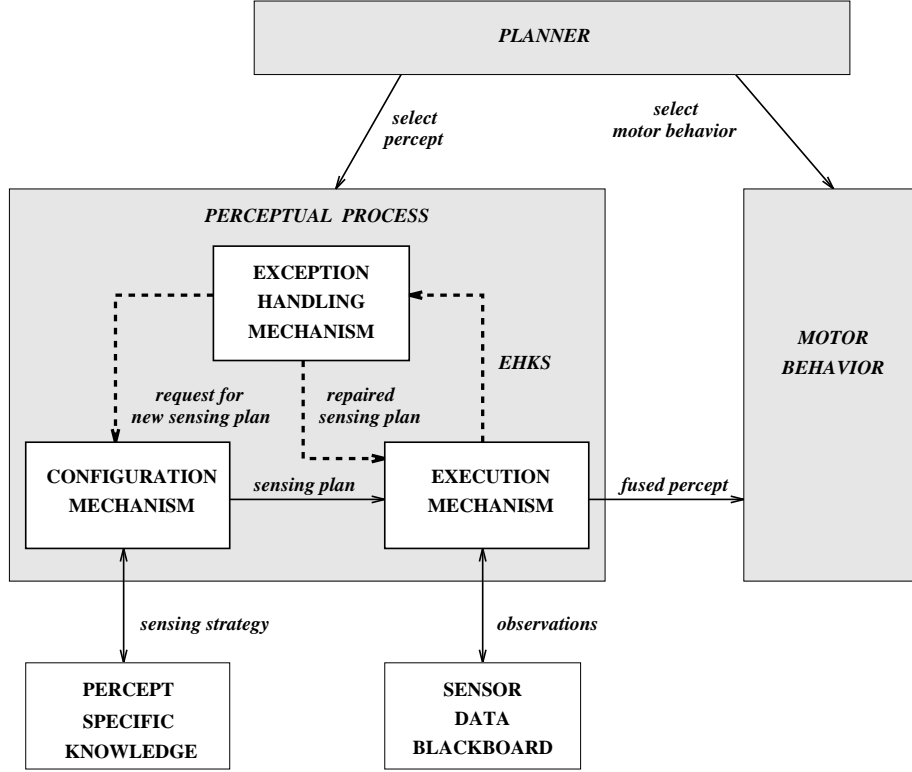 PLANNER
select
percept
select
motor behavior
PERCEPTUAL PROCESS
EXCEPTION
HANDLING
MECHANISM
EHKS
MOTOR
BEHAVIOR
request for
new sensing plan
repaired
sensing plan
CONFIGURATION
MECHANISM
sensing plan
EXECUTION
MECHANISM
fused percept
sensing strategy
observations
PERCEPT
SPECIFIC
KNOWLEDGE
SENSOR
DATA
BLACKBOARD